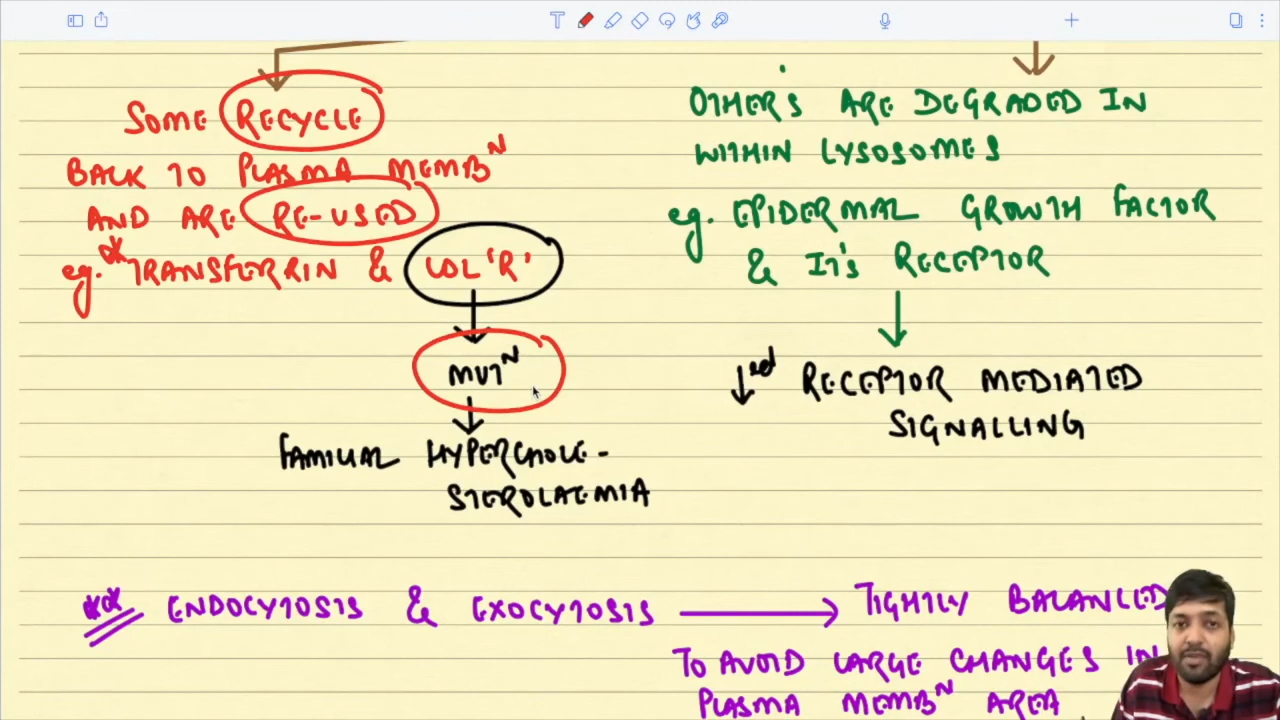 SOME RECYCLE
BACK TO PLASMA MEMBᴺ
AND ARE RE-USED
eg. TRANSFERRIN & LDL 'R'
MUTᴺ
FAMILIAL HYPERCHOLE-
STEROLAEMIA
OTHER'S ARE DEGRADED IN
WITHIN LYSOSOMES
eg. EPIDERMAL GROWTH FACTOR
& IT'S RECEPTOR
↓ed RECEPTOR MEDIATED
SIGNALLING
** ENDOCYTOSIS & EXOCYTOSIS → TIGHTLY BALANCED
TO AVOID LARGE CHANGES IN
PLASMA MEMBᴺ AREA